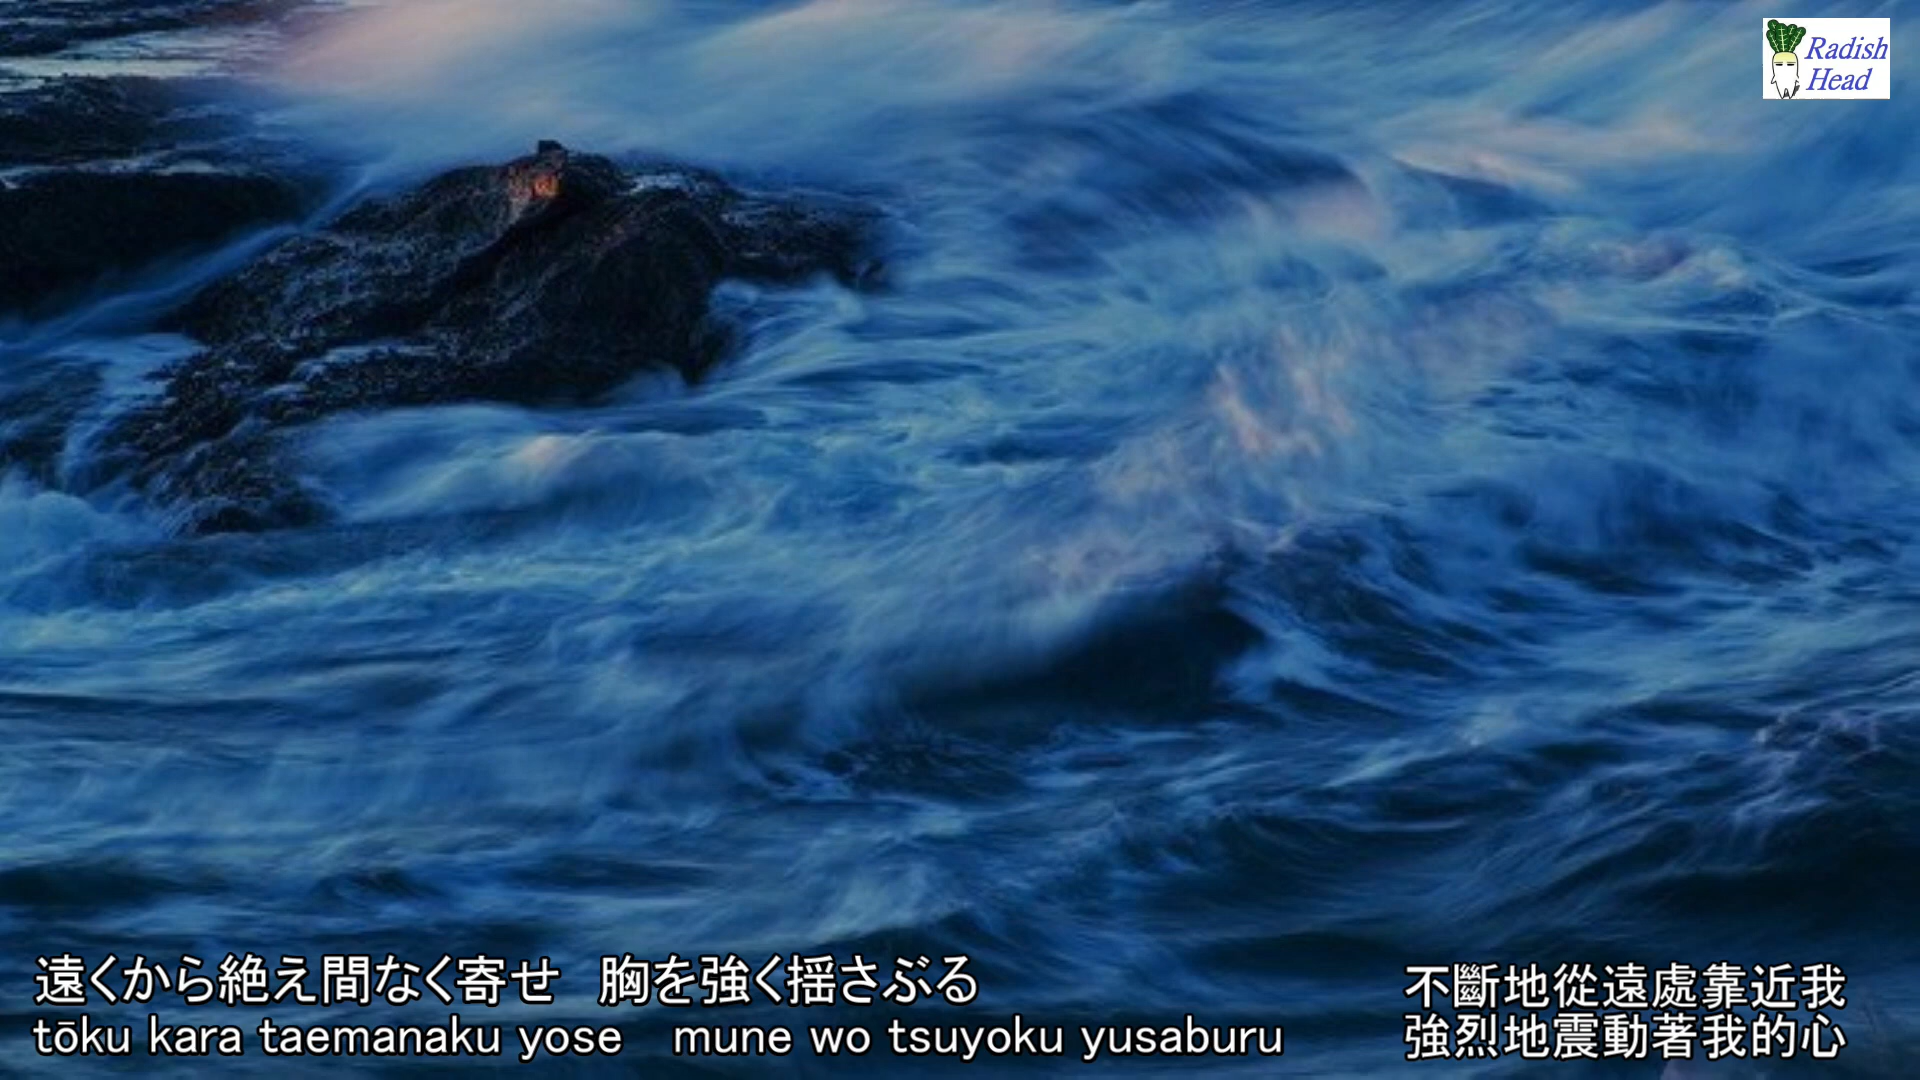 Radish
Head
遠くから絶え間なく寄せ　胸を強く揺さぶる
tōku kara taemanaku yose　mune wo tsuyoku yusaburu
不斷地從遠處靠近我
強烈地震動著我的心